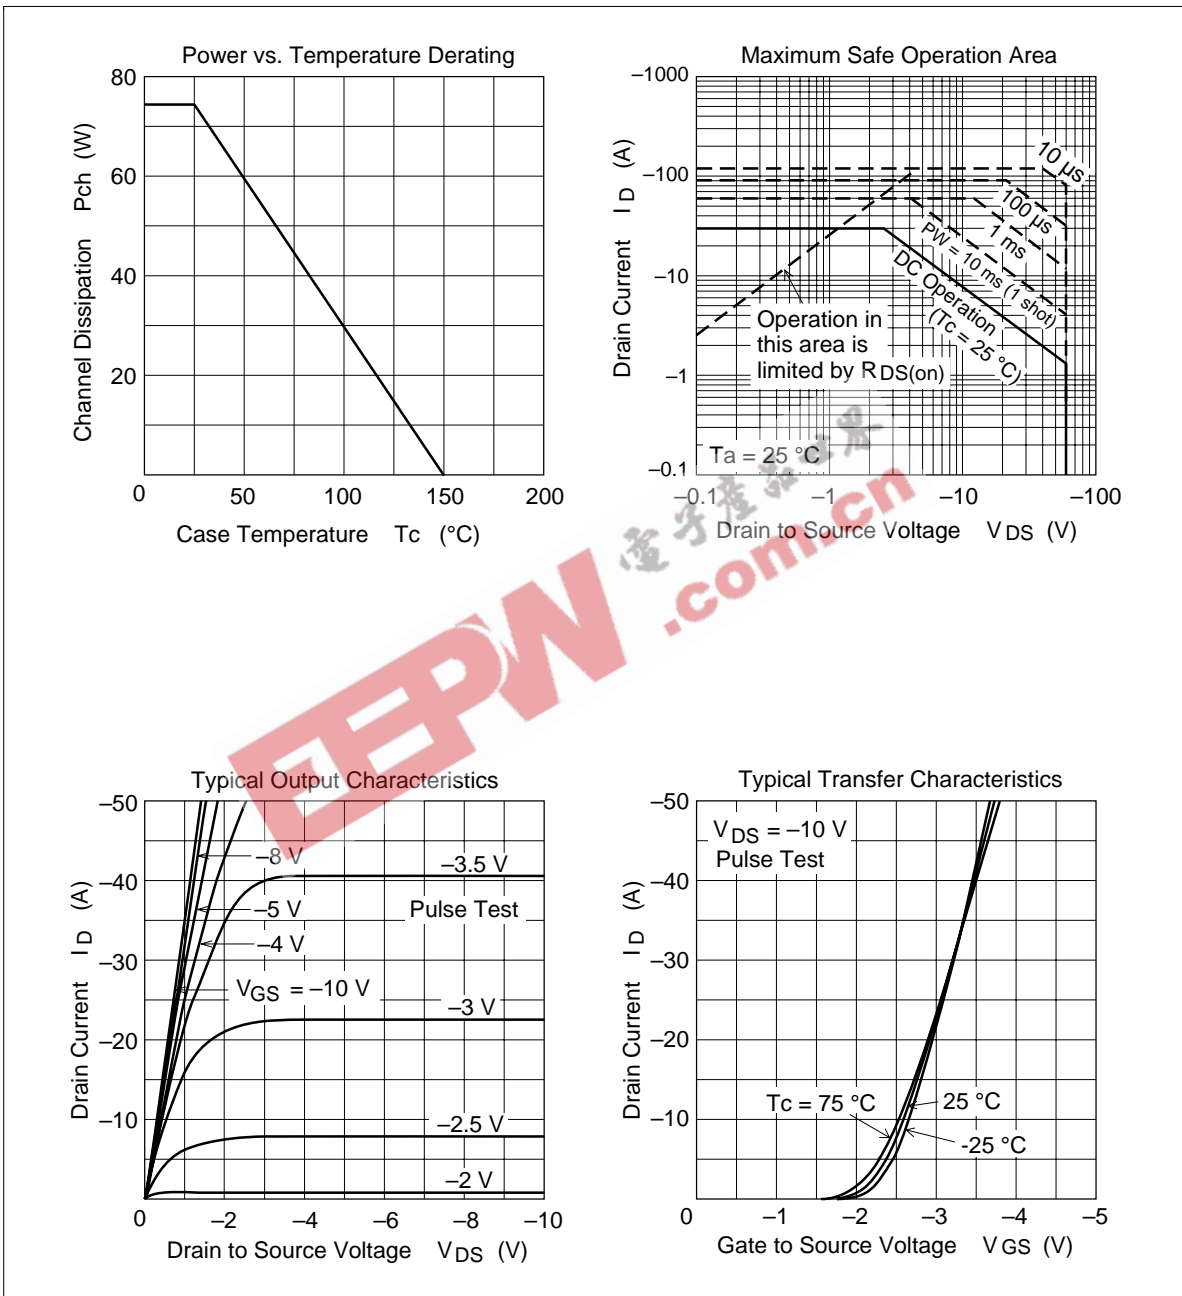 Power vs. Temperature Derating
80
60
40
20
Channel Dissipation Pch (W)
0 50 100 150 200
Case Temperature Tc (°C)
Maximum Safe Operation Area
–1000
–100
–10
–1
–0.1
Drain Current I D (A)
10 µs
100 µs
1 ms
PW = 10 ms (1 shot)
DC Operation
(Tc = 25 °C)
Operation in
this area is
limited by R DS(on)
Ta = 25 °C
–0.1 –1 –10 –100
Drain to Source Voltage V DS (V)
EEPW
電子產品世界
.com.cn
Typical Output Characteristics
–50
–40
–30
–20
–10
Drain Current I D (A)
–8 V
–5 V
–4 V
V GS = –10 V
–3.5 V
Pulse Test
–3 V
–2.5 V
–2 V
0 –2 –4 –6 –8 –10
Drain to Source Voltage V DS (V)
Typical Transfer Characteristics
–50
–40
–30
–20
–10
Drain Current I D (A)
V DS = –10 V
Pulse Test
Tc = 75 °C
25 °C
-25 °C
0 –1 –2 –3 –4 –5
Gate to Source Voltage V GS (V)